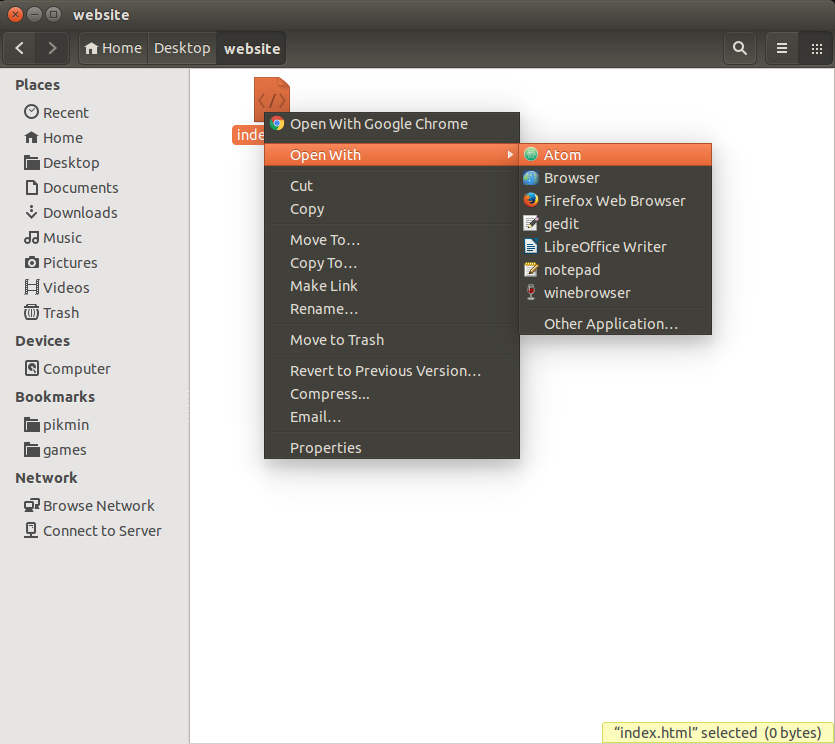 website
Home
Desktop
website
Places
Recent
Home
Desktop
Documents
Downloads
Music
Pictures
Videos
Trash
Devices
Computer
Bookmarks
pikmin
games
Network
Browse Network
Connect to Server
inde
Open With Google Chrome
Open With
Cut
Copy
Move To…
Copy To…
Make Link
Rename…
Move to Trash
Revert to Previous Version…
Compress...
Email…
Properties
Atom
Browser
Firefox Web Browser
gedit
LibreOffice Writer
notepad
winebrowser
Other Application…
“index.html” selected (0 bytes)